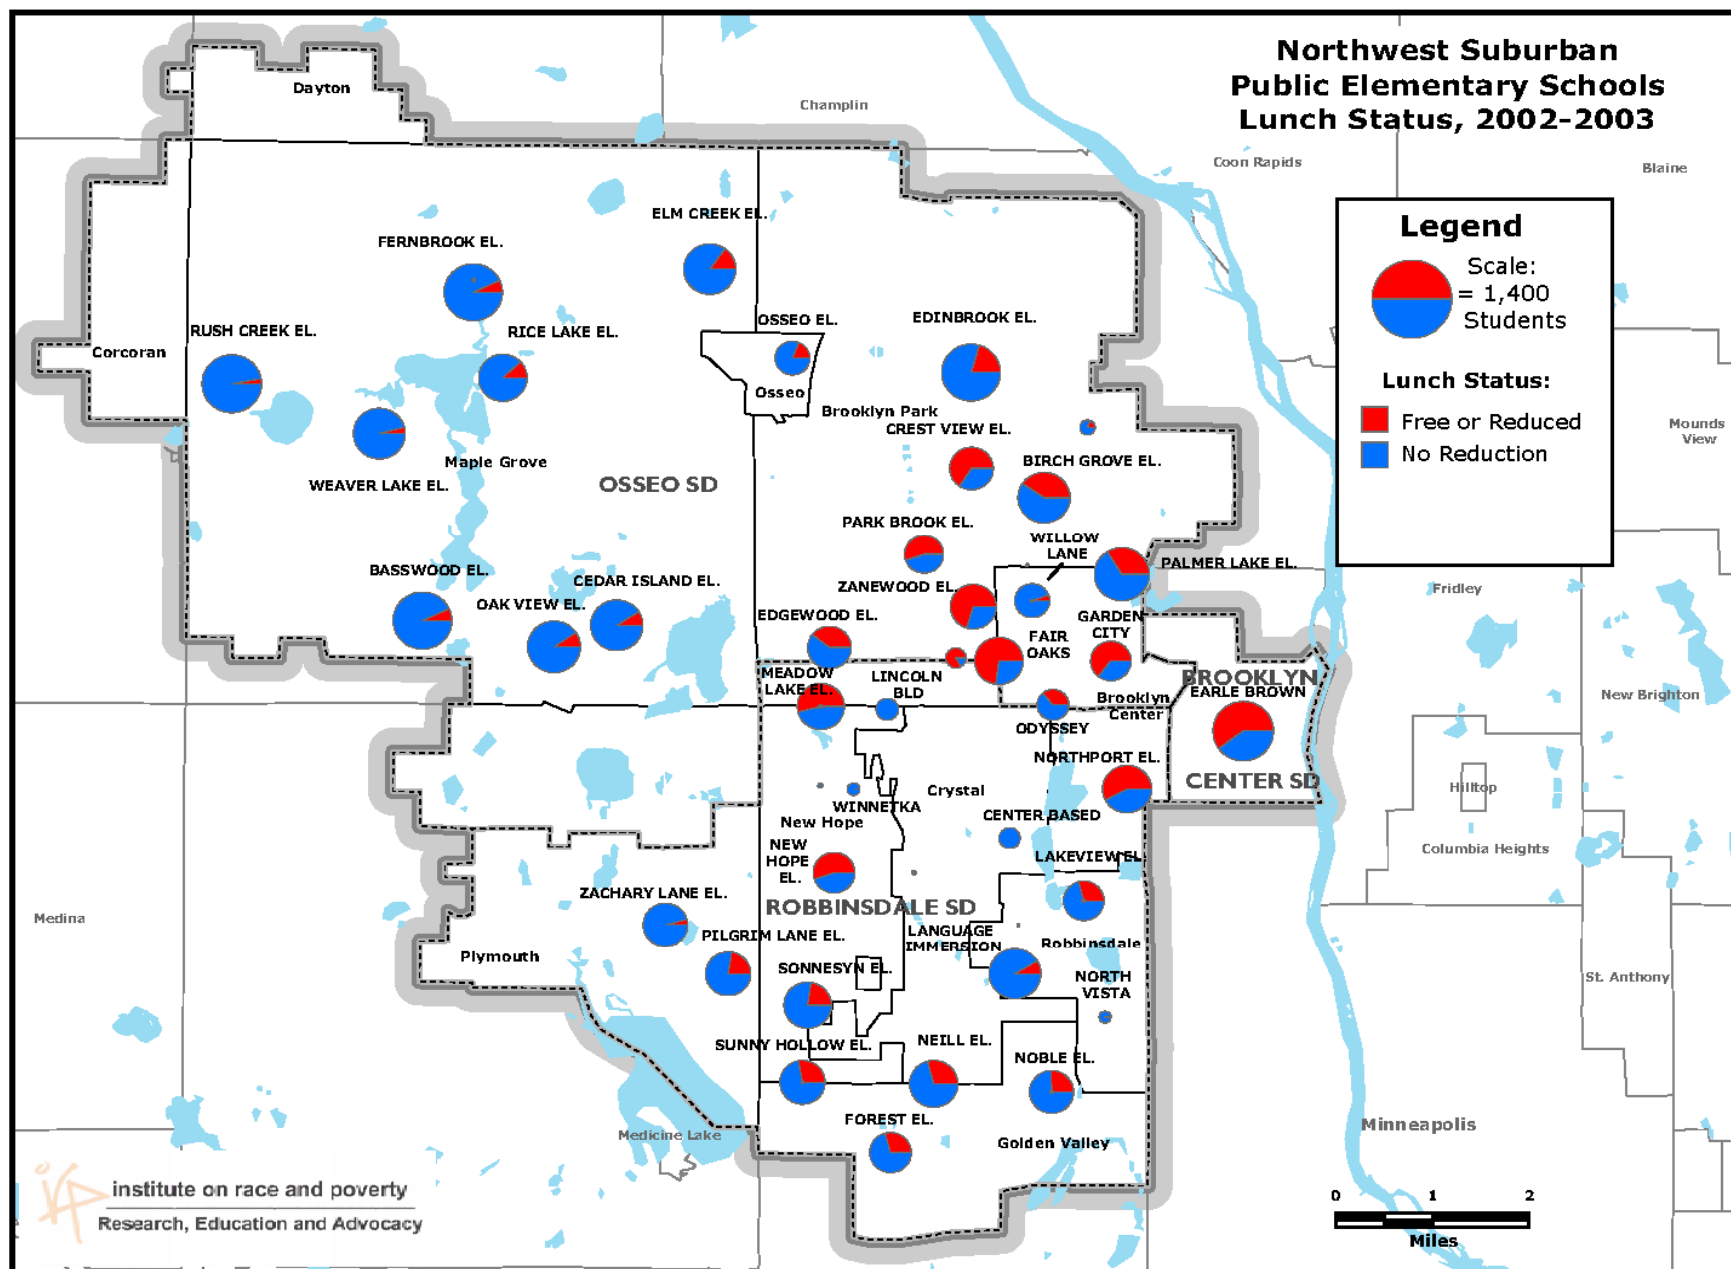 Northwest Suburban
Public Elementary Schools
Lunch Status, 2002-2003
Dayton
Champlin
Coon Rapids
Blaine
ELM CREEK EL.
FERNBROOK EL.
RUSH CREEK EL.
RICE LAKE EL.
OSSEO EL.
EDINBROOK EL.
Corcoran
Osseo
Brooklyn Park
CREST VIEW EL.
BIRCH GROVE EL.
Maple Grove
WEAVER LAKE EL.
OSSEO SD
PARK BROOK EL.
WILLOW
LANE
PALMER LAKE EL.
BASSWOOD EL.
OAK VIEW EL.
CEDAR ISLAND EL.
ZANEWOOD EL.
EDGEWOOD EL.
GARDEN
CITY
FAIR
OAKS
MEADOW
LAKE EL.
LINCOLN
BLD
BROOKLYN
EARLE BROWN
Brooklyn
Center
ODYSSEY
NORTHPORT EL.
CENTER SD
Crystal
WINNETKA
New Hope
CENTER BASED
NEW
HOPE
EL.
LAKEVIEW EL.
ZACHARY LANE EL.
ROBBINSDALE SD
PILGRIM LANE EL.
LANGUAGE
IMMERSION
Robbinsdale
Medina
Plymouth
SONNESYN EL.
NORTH
VISTA
SUNNY HOLLOW EL.
NEILL EL.
NOBLE EL.
FOREST EL.
Medicine Lake
Golden Valley
Minneapolis
Legend
Scale:
= 1,400
Students
Lunch Status:
Free or Reduced
No Reduction
Mounds
View
Fridley
New Brighton
Hilltop
Columbia Heights
St. Anthony
irp
institute on race and poverty
Research, Education and Advocacy
0 1 2
Miles